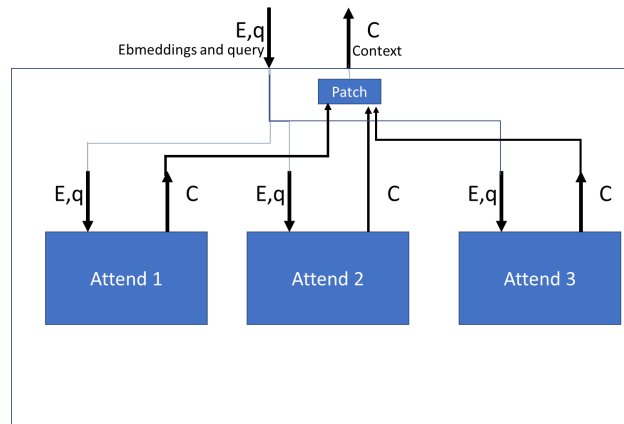 E,q
C
Ebmeddings and query
Context
Patch
E,q
C
E,q
C
E,q
C
Attend 1
Attend 2
Attend 3